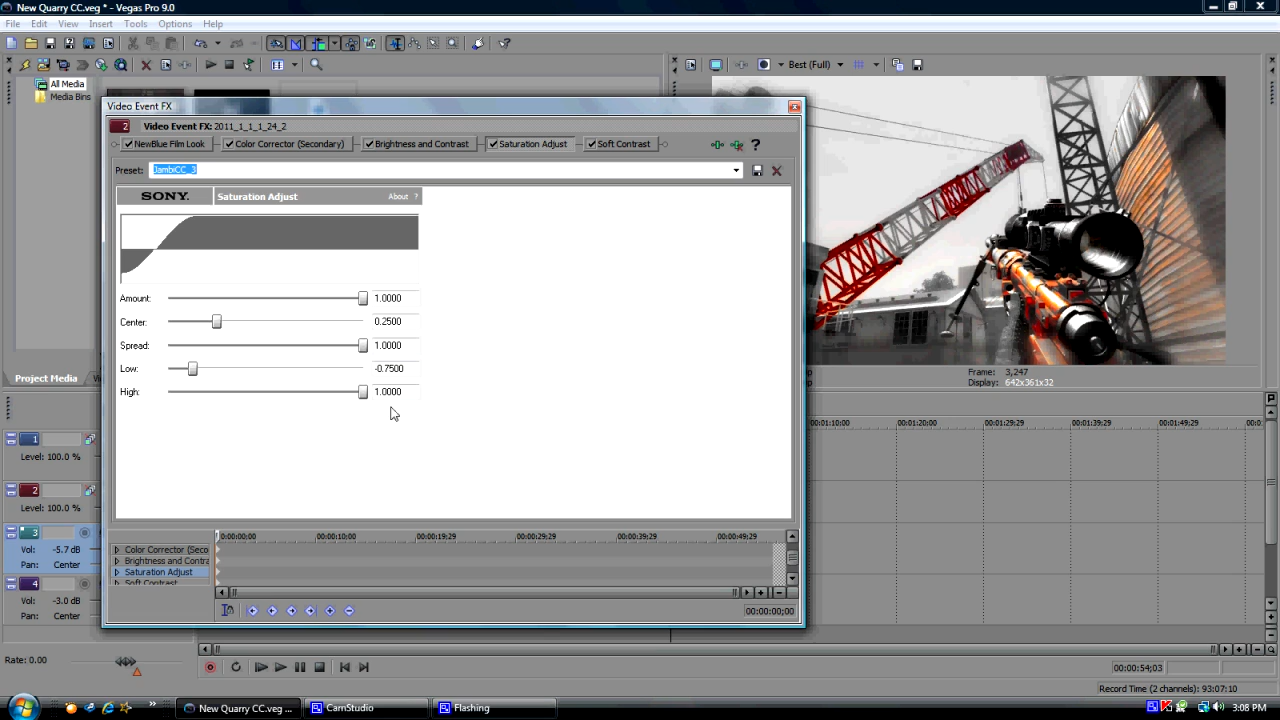 New Quarry CC.veg * - Vegas Pro 9.0
File Edit View Insert Tools Options Help
Best (Full)
All Media
Media Bins
Video Event FX
2 Video Event FX: 2011_1_1_1_24_2
NewBlue Film Look Color Corrector (Secondary) Brightness and Contrast Saturation Adjust Soft Contrast ?
Preset: JambiCC_3
SONY. Saturation Adjust About ?
Amount: 1.0000
Center: 0.2500
Spread: 1.0000
Low: -0.7500
High: 1.0000
Frame: 3,247
Display: 642x361x32
Project Media
00:01:10;00 00:01:20;00 00:01:29;29 00:01:39;29 00:01:49;29
1
Level: 100.0 %
2
Level: 100.0 %
3
Vol: -5.7 dB
Pan: Center
4
Vol: -3.0 dB
Pan: Center
0:00:00;00 00:00:10;00 00:00:19;29 00:00:29;29 00:00:39;29 00:00:49;29
Color Corrector (Seco
Brightness and Contra
Saturation Adjust
Soft Contrast
00:00:00;00
Rate: 0.00
00:00:54;03
Record Time (2 channels): 93:07:10
New Quarry CC.veg ... CamStudio Flashing 3:08 PM